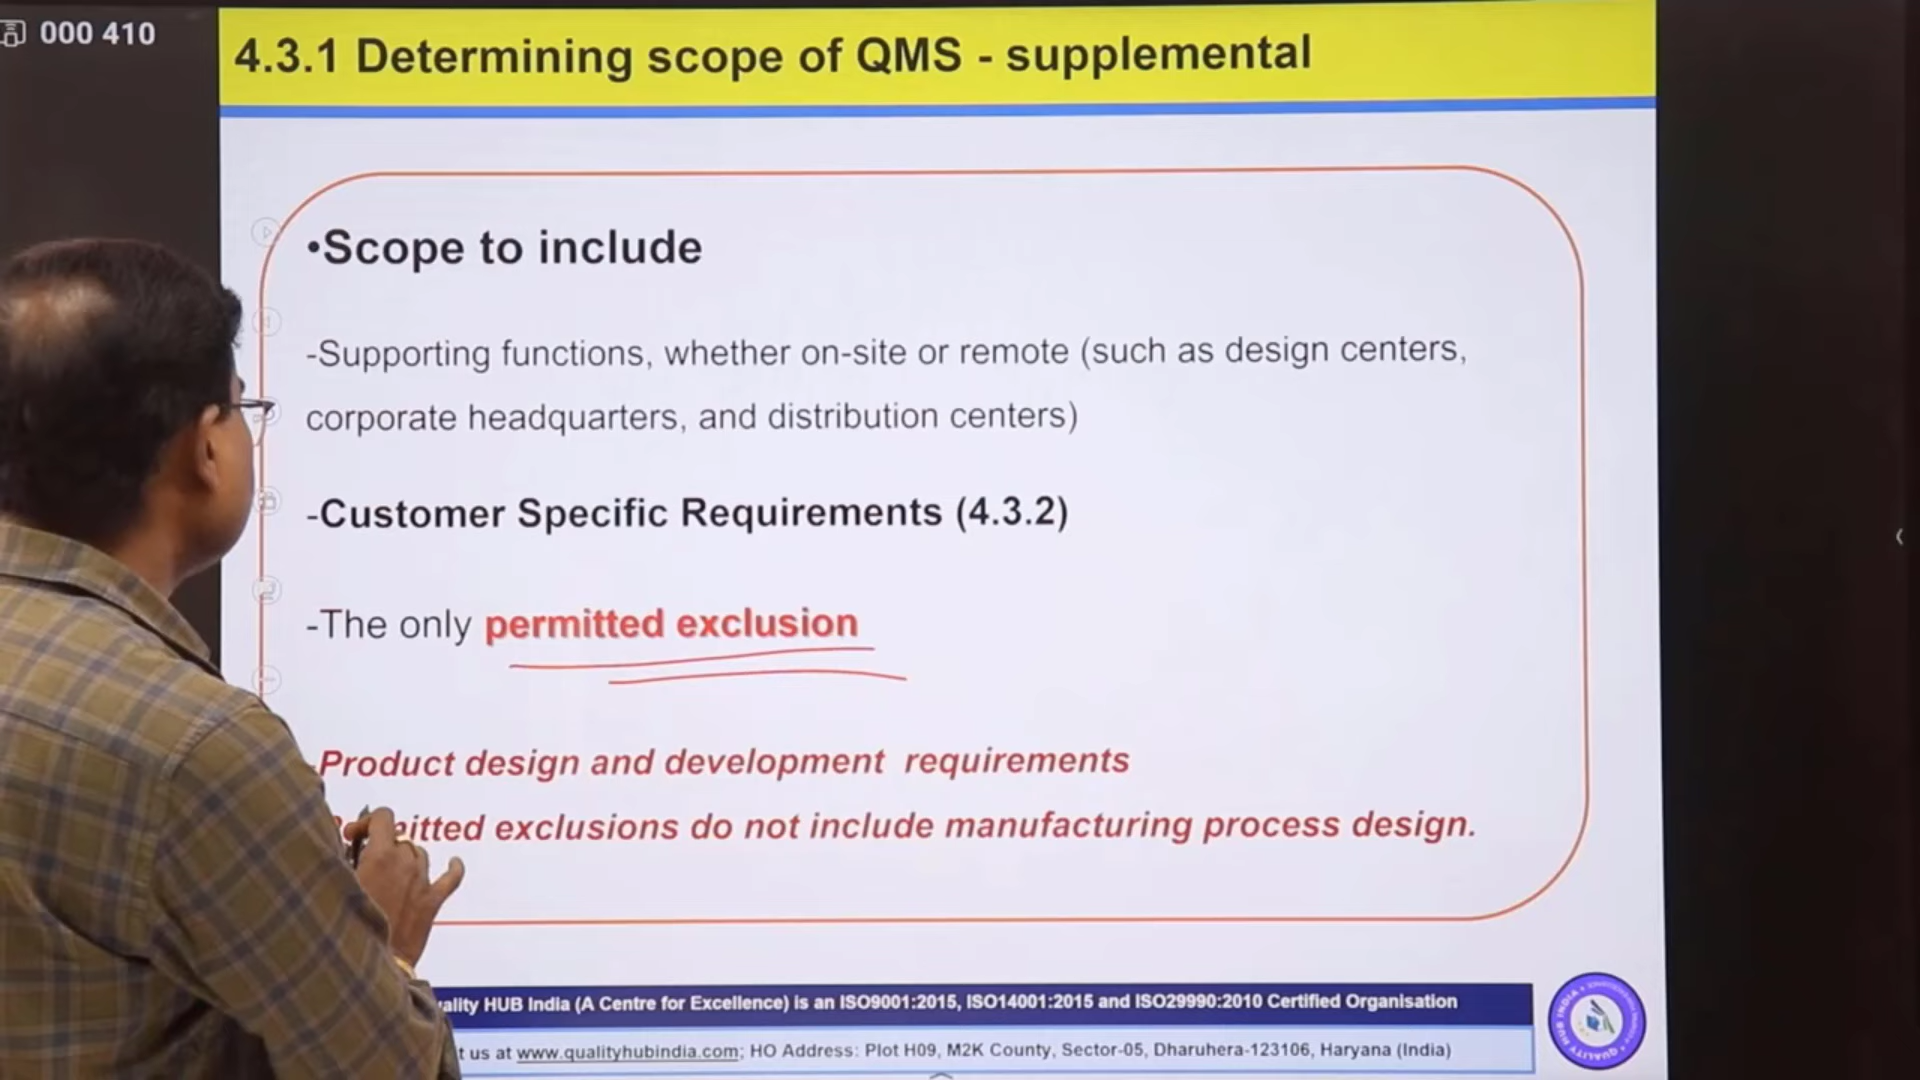 000 410
4.3.1 Determining scope of QMS - supplemental
•Scope to include
-Supporting functions, whether on-site or remote (such as design centers,
corporate headquarters, and distribution centers)
-Customer Specific Requirements (4.3.2)
-The only permitted exclusion
-Product design and development requirements
exclusions do not include manufacturing process design.
HUB India (A Centre for Excellence) is an ISO9001:2015, ISO14001:2015 and ISO29990:2010 Certified Organisation
us at www.qualityhubindia.com; HO Address: Plot H09, M2K County, Sector-05, Dharuhera-123106, Haryana (India)
QUALITY HUB INDIA